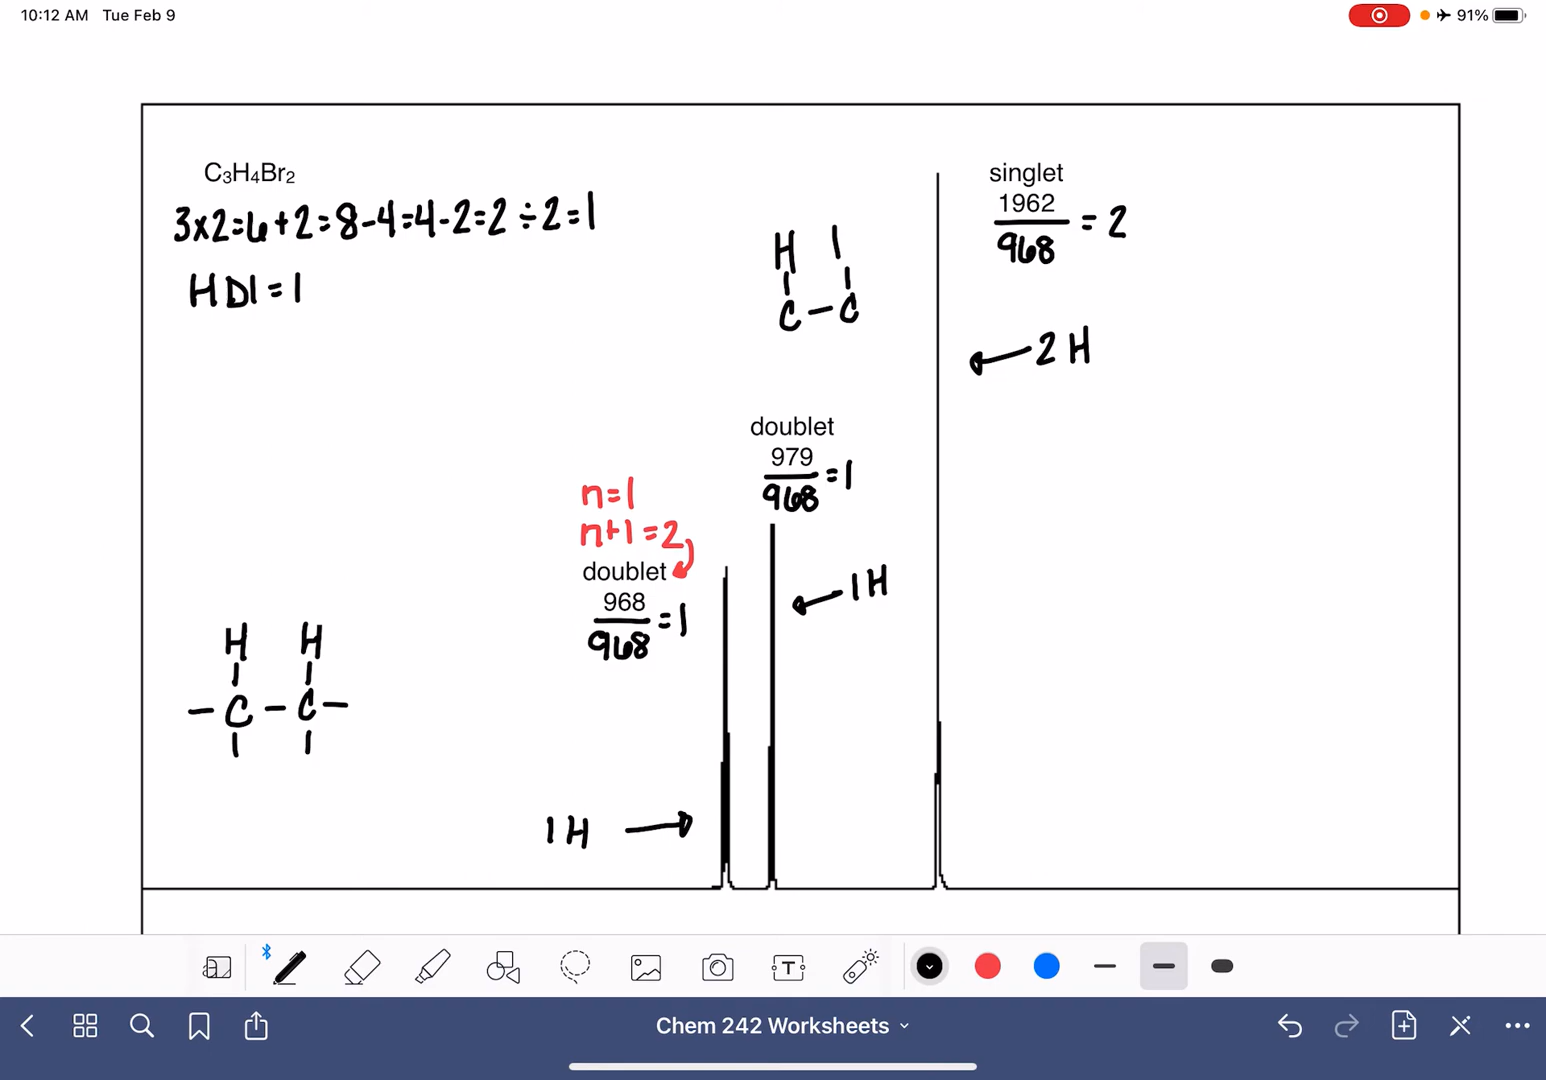 10:12 AM Tue Feb 9
91%
C₃H₄Br₂
3x2=6+2=8-4=4-2=2÷2=1
HDI=1
H
C-C
singlet
1962
968
=2
←2H
doublet
979
968
=1
n=1
n+1=2
doublet
968
968
=1
←1H
H H
-C-C-
1H→
Chem 242 Worksheets